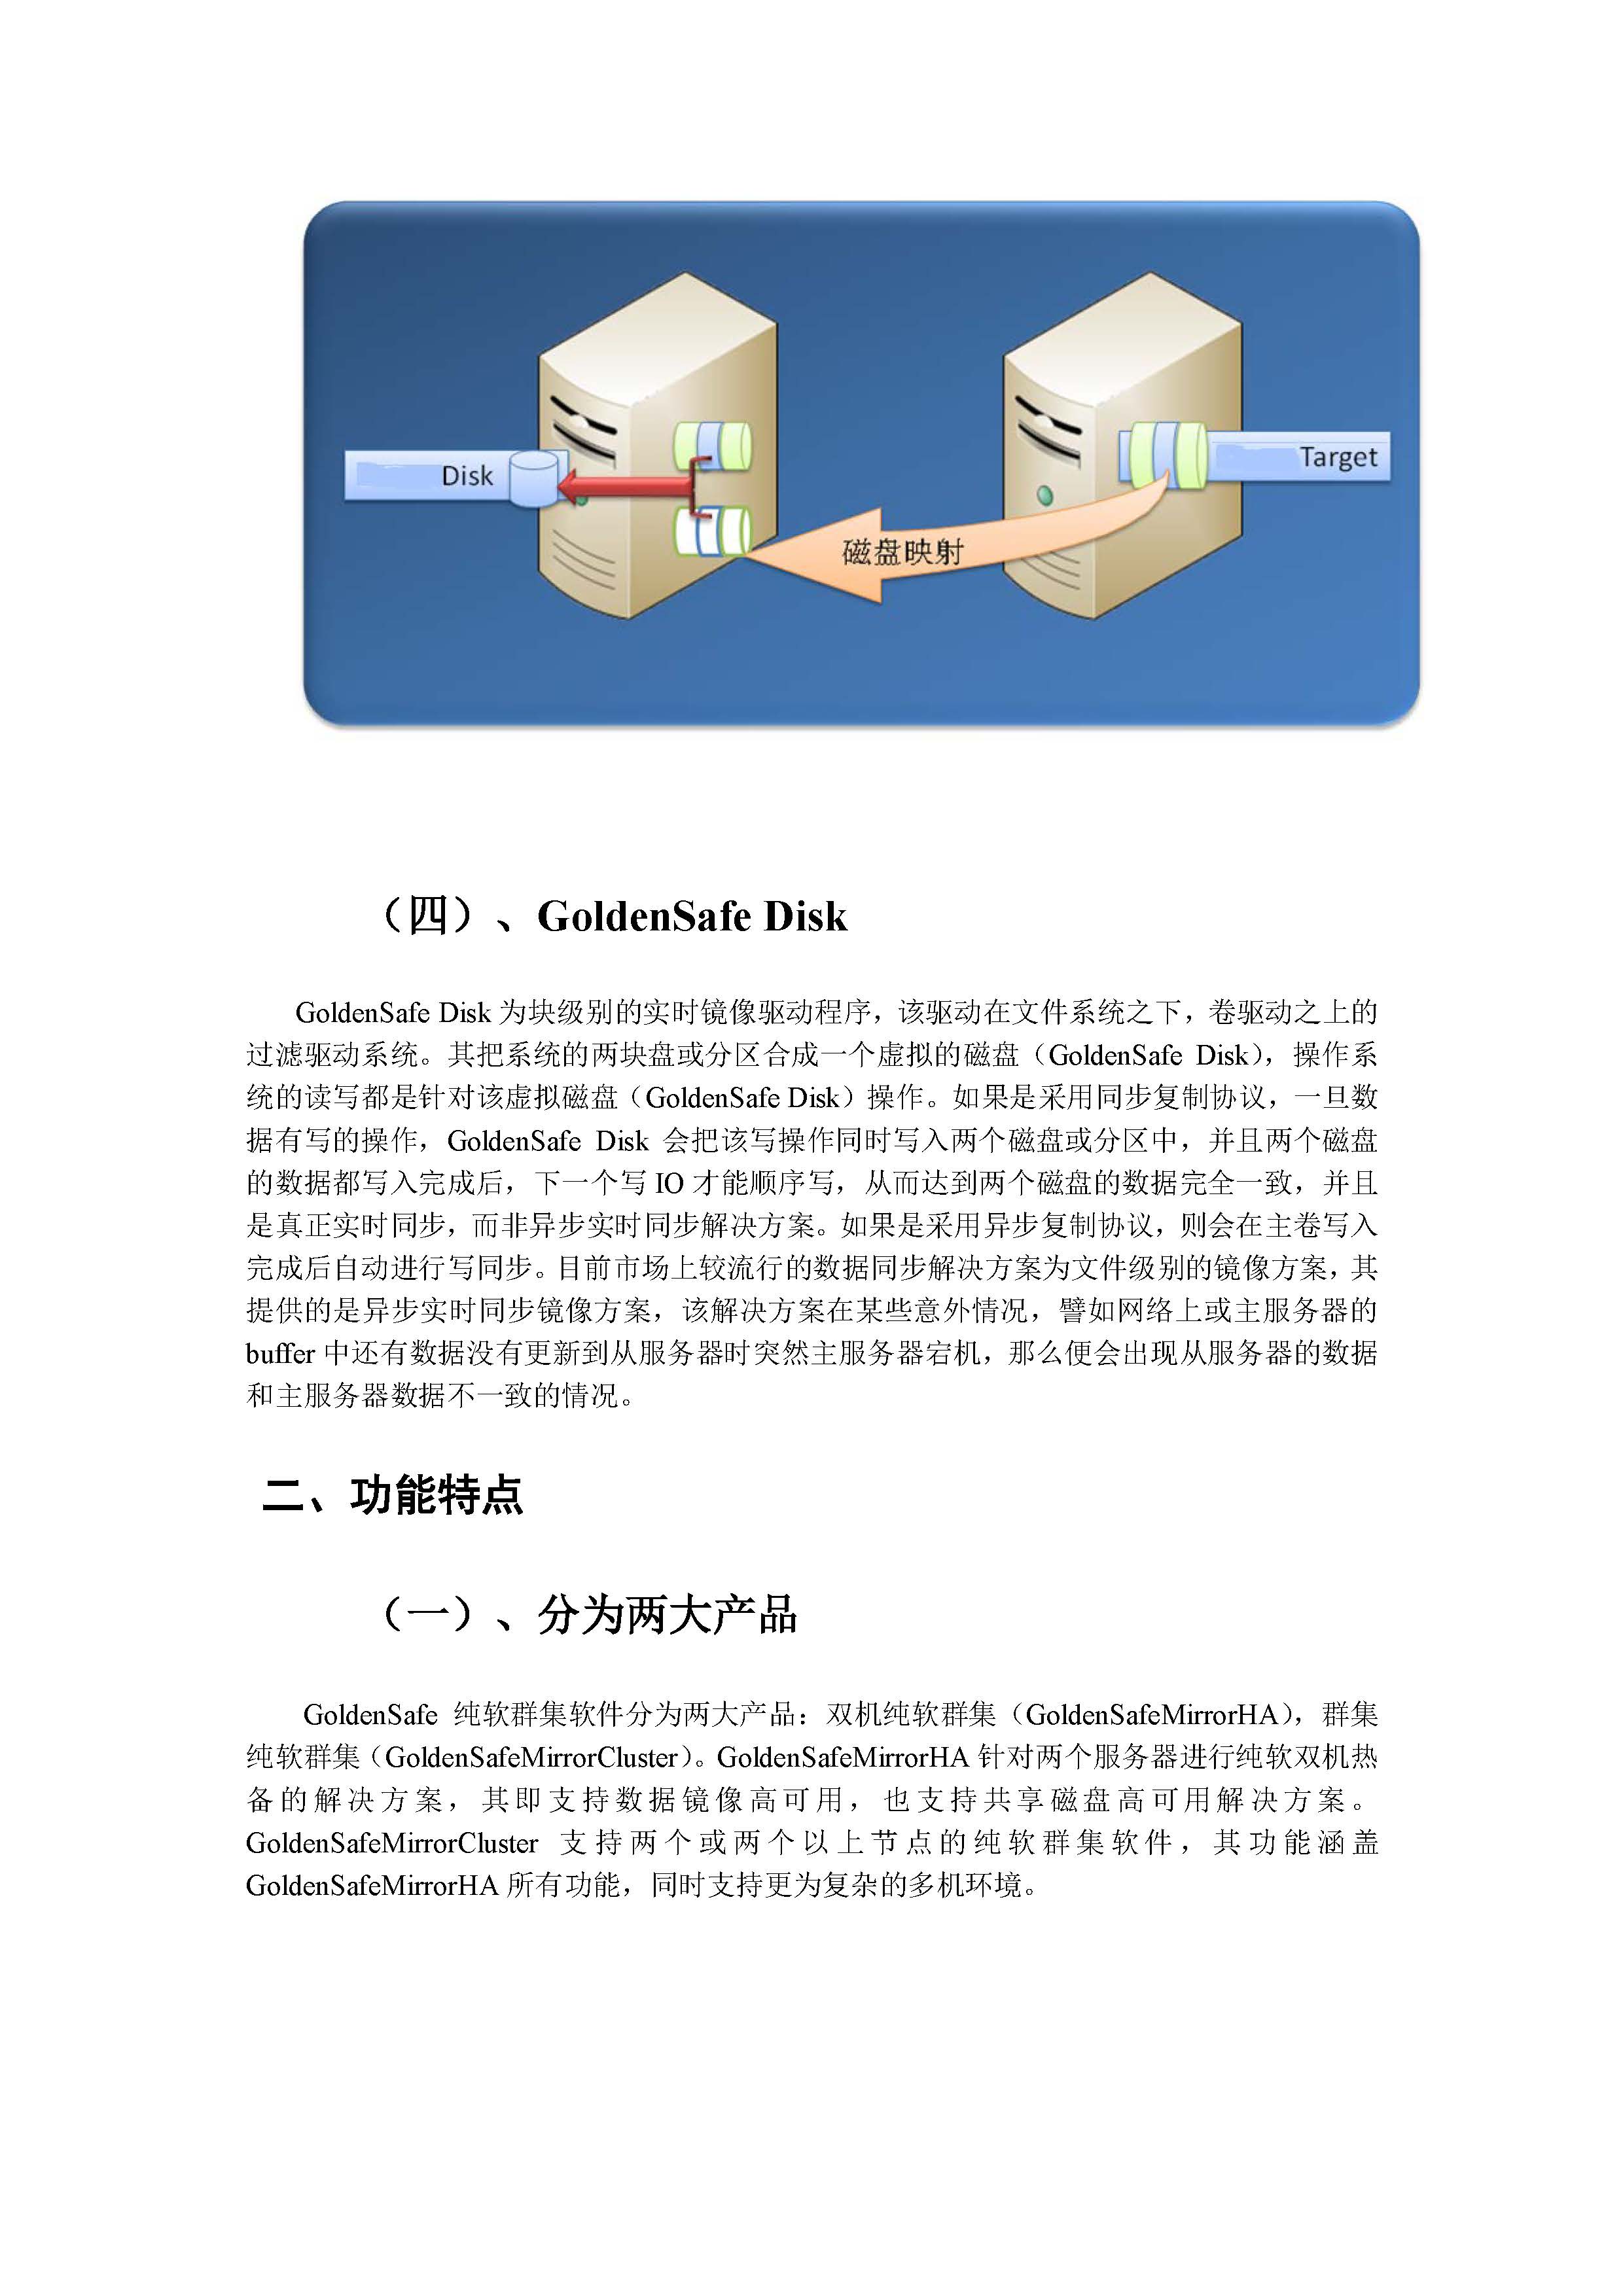 Disk
Target
磁盘映射
（四）、GoldenSafe Disk
GoldenSafe Disk 为块级别的实时镜像驱动程序，该驱动在文件系统之下，卷驱动之上的
过滤驱动系统。其把系统的两块盘或分区合成一个虚拟的磁盘（GoldenSafe Disk），操作系
统的读写都是针对该虚拟磁盘（GoldenSafe Disk）操作。如果是采用同步复制协议，一旦数
据有写的操作，GoldenSafe Disk 会把该写操作同时写入两个磁盘或分区中，并且两个磁盘
的数据都写入完成后，下一个写 IO 才能顺序写，从而达到两个磁盘的数据完全一致，并且
是真正实时同步，而非异步实时同步解决方案。如果是采用异步复制协议，则会在主卷写入
完成后自动进行写同步。目前市场上较流行的数据同步解决方案为文件级别的镜像方案，其
提供的是异步实时同步镜像方案，该解决方案在某些意外情况，譬如网络上或主服务器的
buffer 中还有数据没有更新到从服务器时突然主服务器宕机，那么便会出现从服务器的数据
和主服务器数据不一致的情况。
二、功能特点
（一）、分为两大产品
GoldenSafe 纯软群集软件分为两大产品：双机纯软群集（GoldenSafeMirrorHA），群集
纯软群集（GoldenSafeMirrorCluster）。GoldenSafeMirrorHA 针对两个服务器进行纯软双机热
备的解决方案，其即支持数据镜像高可用，也支持共享磁盘高可用解决方案。
GoldenSafeMirrorCluster 支持两个或两个以上节点的纯软群集软件，其功能涵盖
GoldenSafeMirrorHA 所有功能，同时支持更为复杂的多机环境。